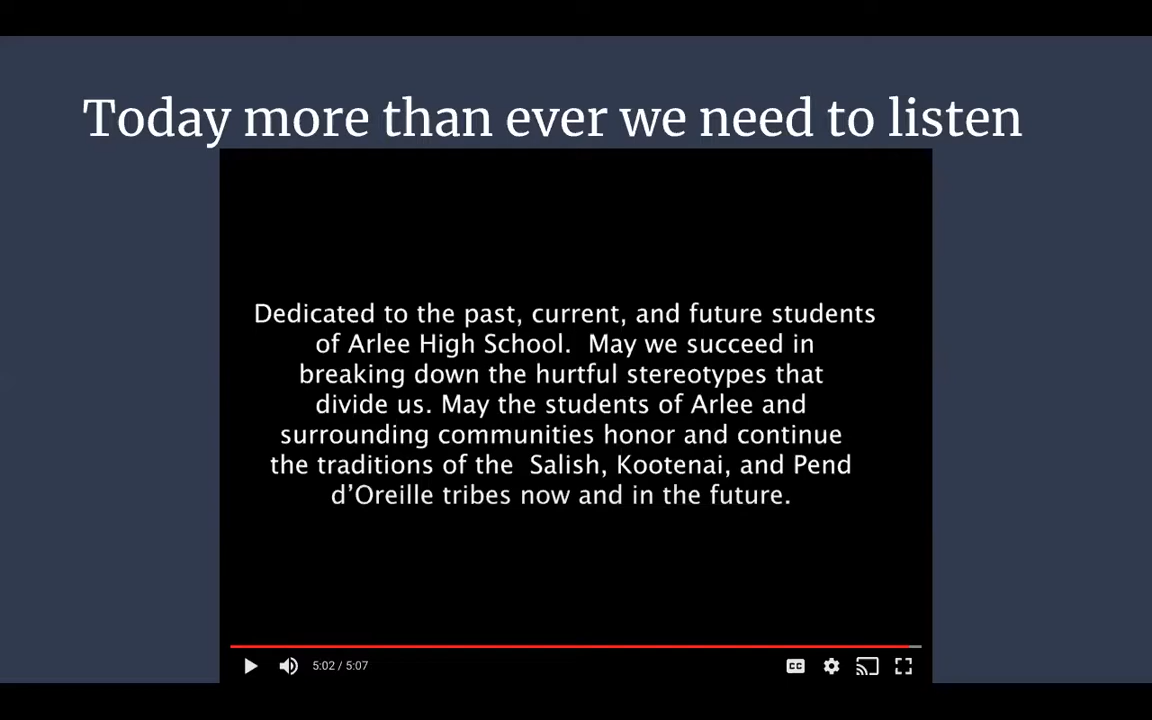 Today more than ever we need to listen
Dedicated to the past, current, and future students
of Arlee High School.  May we succeed in
breaking down the hurtful stereotypes that
divide us. May the students of Arlee and
surrounding communities honor and continue
the traditions of the  Salish, Kootenai, and Pend
d’Oreille tribes now and in the future.
5:02 / 5:07
CC